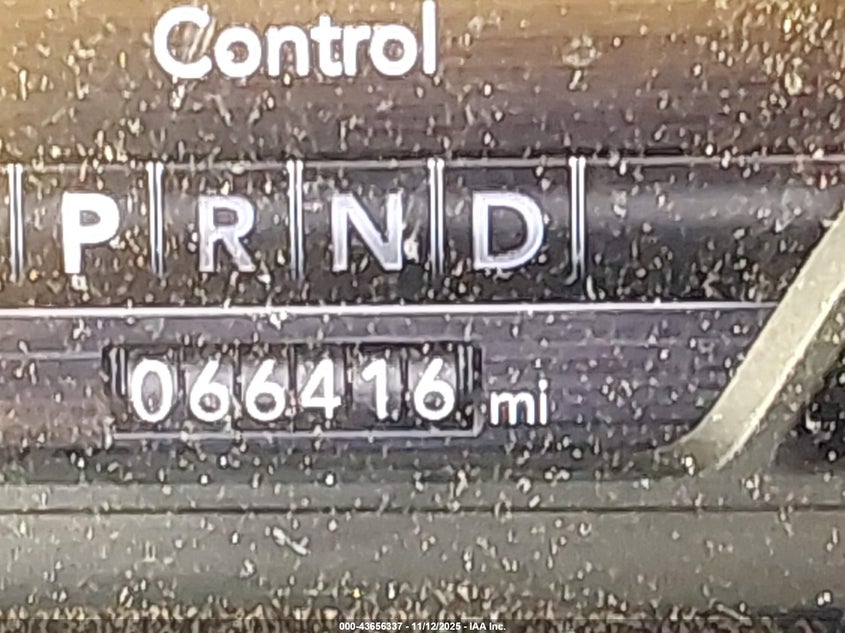 Control
P R N D
066416 mi
000-43656337 - 11/12/2025 - IAA Inc.